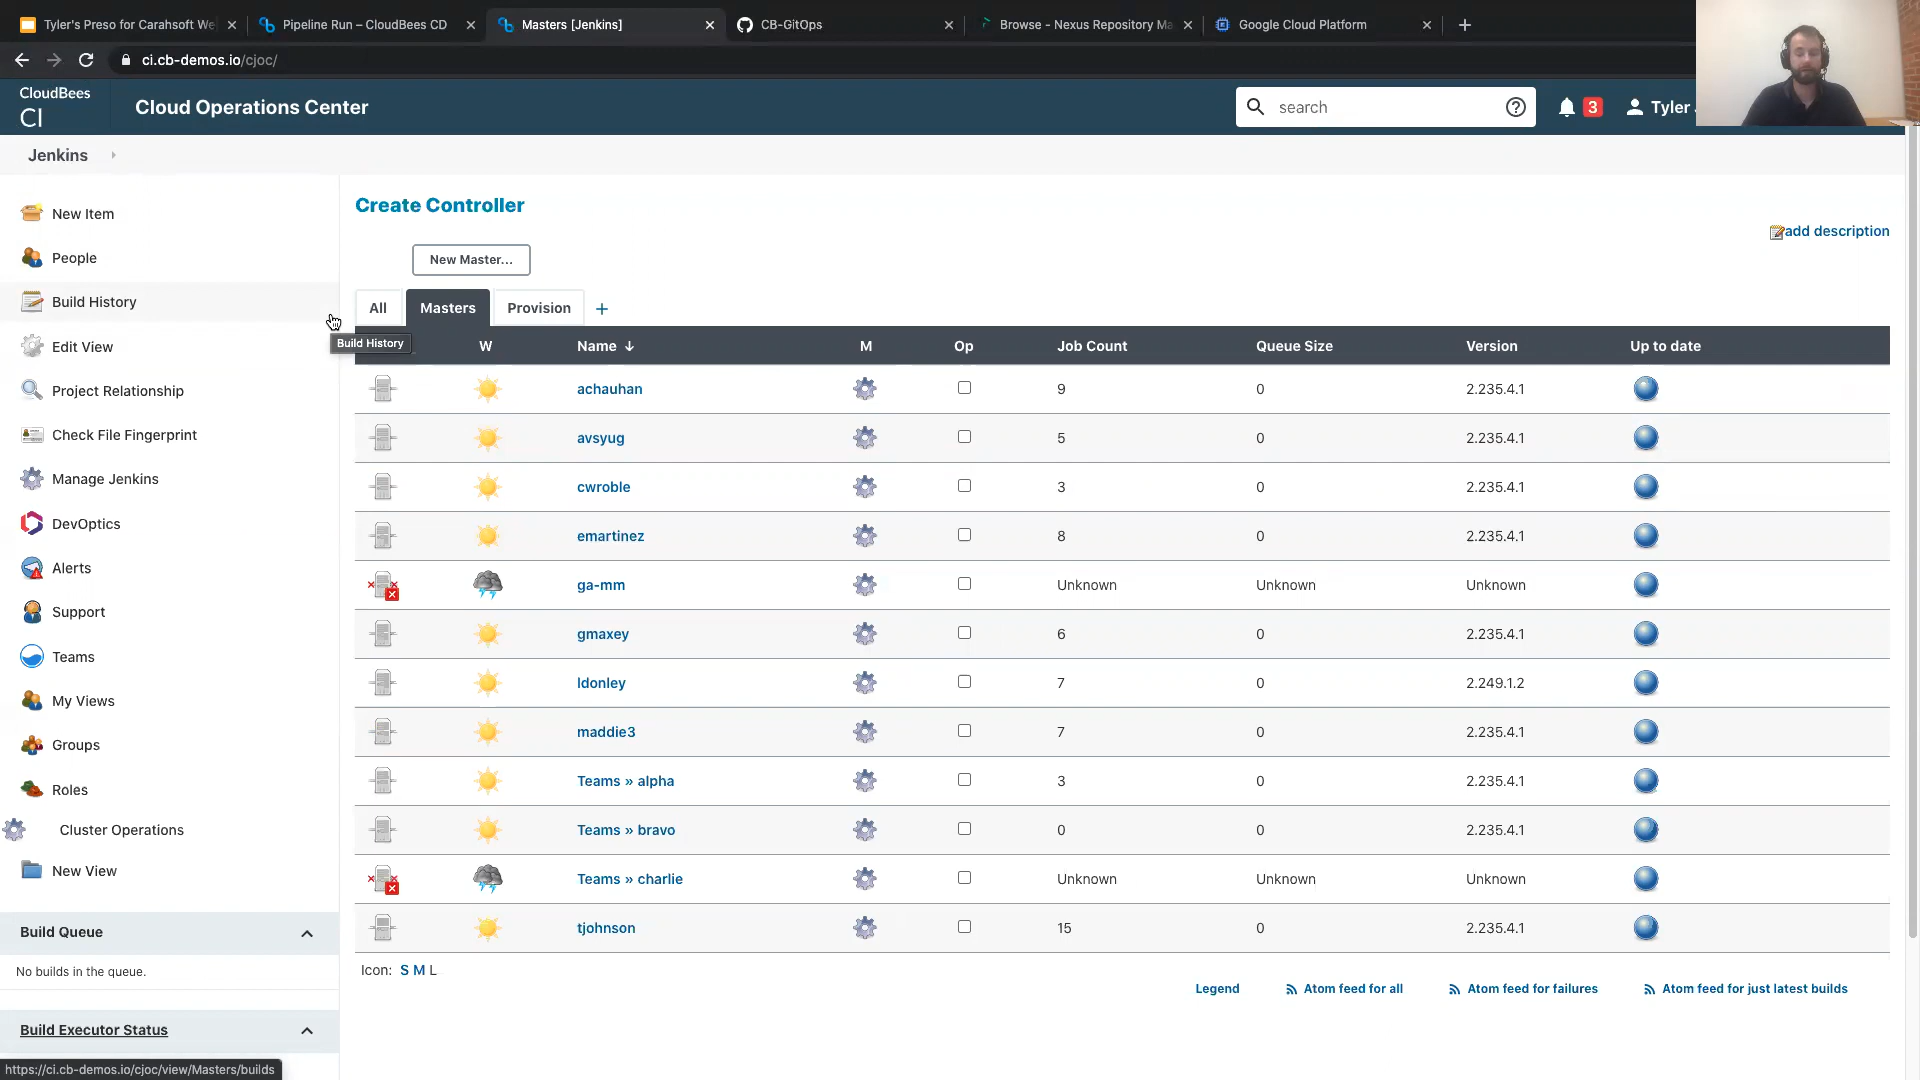 Tyler's Preso for Carahsoft We
Pipeline Run – CloudBees CD
Masters [Jenkins]
CB-GitOps
Browse - Nexus Repository Ma
Google Cloud Platform
ci.cb-demos.io/cjoc/
CloudBees
CI
Cloud Operations Center
search
3
Tyler
Jenkins
New Item
People
Build History
Edit View
Project Relationship
Check File Fingerprint
Manage Jenkins
DevOptics
Alerts
Support
Teams
My Views
Groups
Roles
Cluster Operations
New View
Build Queue
No builds in the queue.
Build Executor Status
https://ci.cb-demos.io/cjoc/view/Masters/builds
Create Controller
add description
New Master...
All Masters Provision +
Build History
W Name ↓ M Op Job Count Queue Size Version Up to date
achauhan 9 0 2.235.4.1
avsyug 5 0 2.235.4.1
cwroble 3 0 2.235.4.1
emartinez 8 0 2.235.4.1
ga-mm Unknown Unknown Unknown
gmaxey 6 0 2.235.4.1
ldonley 7 0 2.249.1.2
maddie3 7 0 2.235.4.1
Teams » alpha 3 0 2.235.4.1
Teams » bravo 0 0 2.235.4.1
Teams » charlie Unknown Unknown Unknown
tjohnson 15 0 2.235.4.1
Icon: S M L
Legend Atom feed for all Atom feed for failures Atom feed for just latest builds